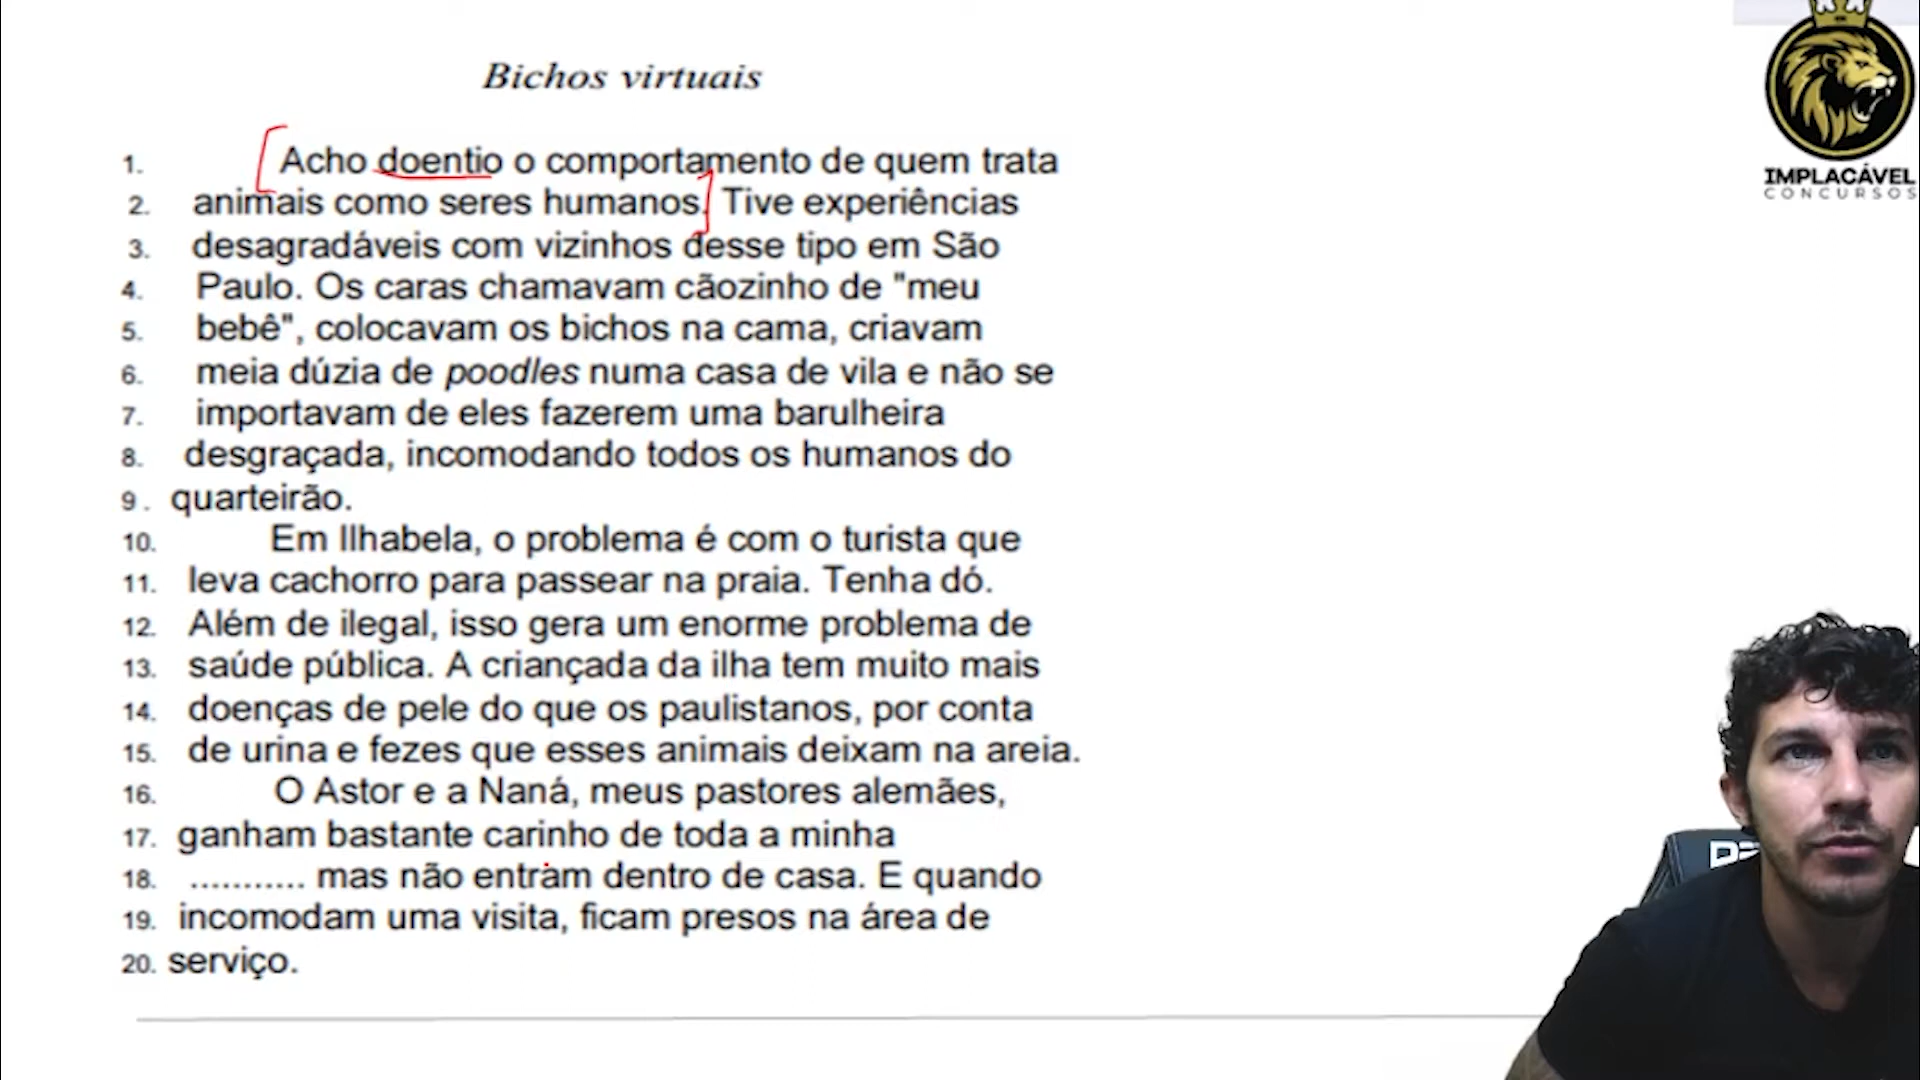 Bichos virtuais
IMPLACÁVEL
CONCURSOS
1. Acho doentio o comportamento de quem trata
2. animais como seres humanos. Tive experiências
3. desagradáveis com vizinhos desse tipo em São
4. Paulo. Os caras chamavam cãozinho de "meu
5. bebê", colocavam os bichos na cama, criavam
6. meia dúzia de poodles numa casa de vila e não se
7. importavam de eles fazerem uma barulheira
8. desgraçada, incomodando todos os humanos do
9. quarteirão.
10. Em Ilhabela, o problema é com o turista que
11. leva cachorro para passear na praia. Tenha dó.
12. Além de ilegal, isso gera um enorme problema de
13. saúde pública. A criançada da ilha tem muito mais
14. doenças de pele do que os paulistanos, por conta
15. de urina e fezes que esses animais deixam na areia.
16. O Astor e a Naná, meus pastores alemães,
17. ganham bastante carinho de toda a minha
18. ........... mas não entram dentro de casa. E quando
19. incomodam uma visita, ficam presos na área de
20. serviço.